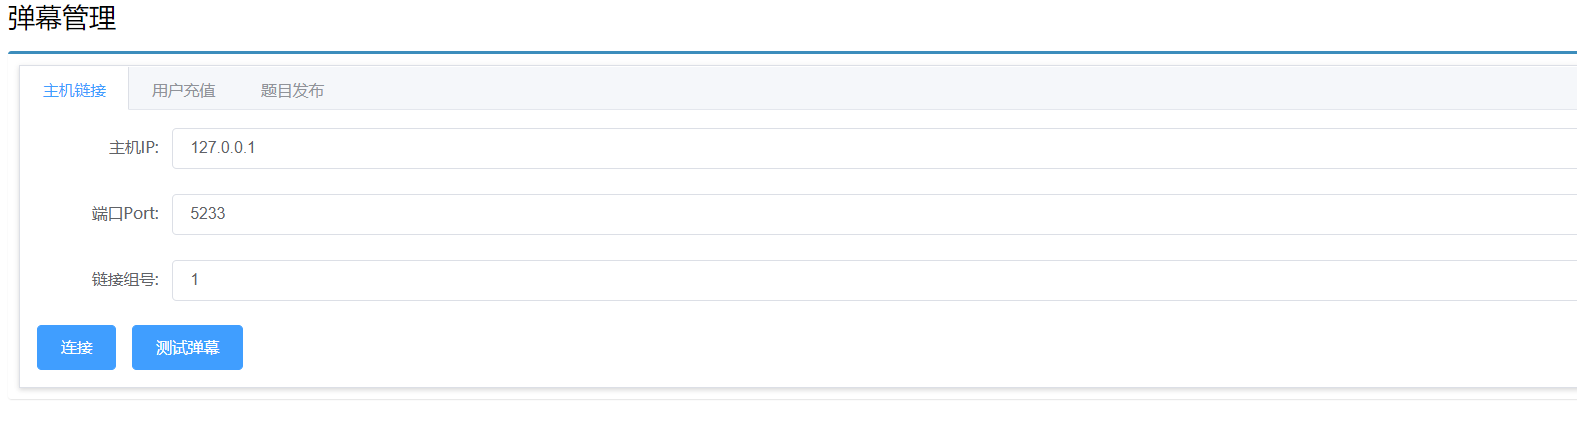 弹幕管理
主机链接 用户充值 题目发布
主机IP: 127.0.0.1
端口Port: 5233
链接组号: 1
连接 测试弹幕